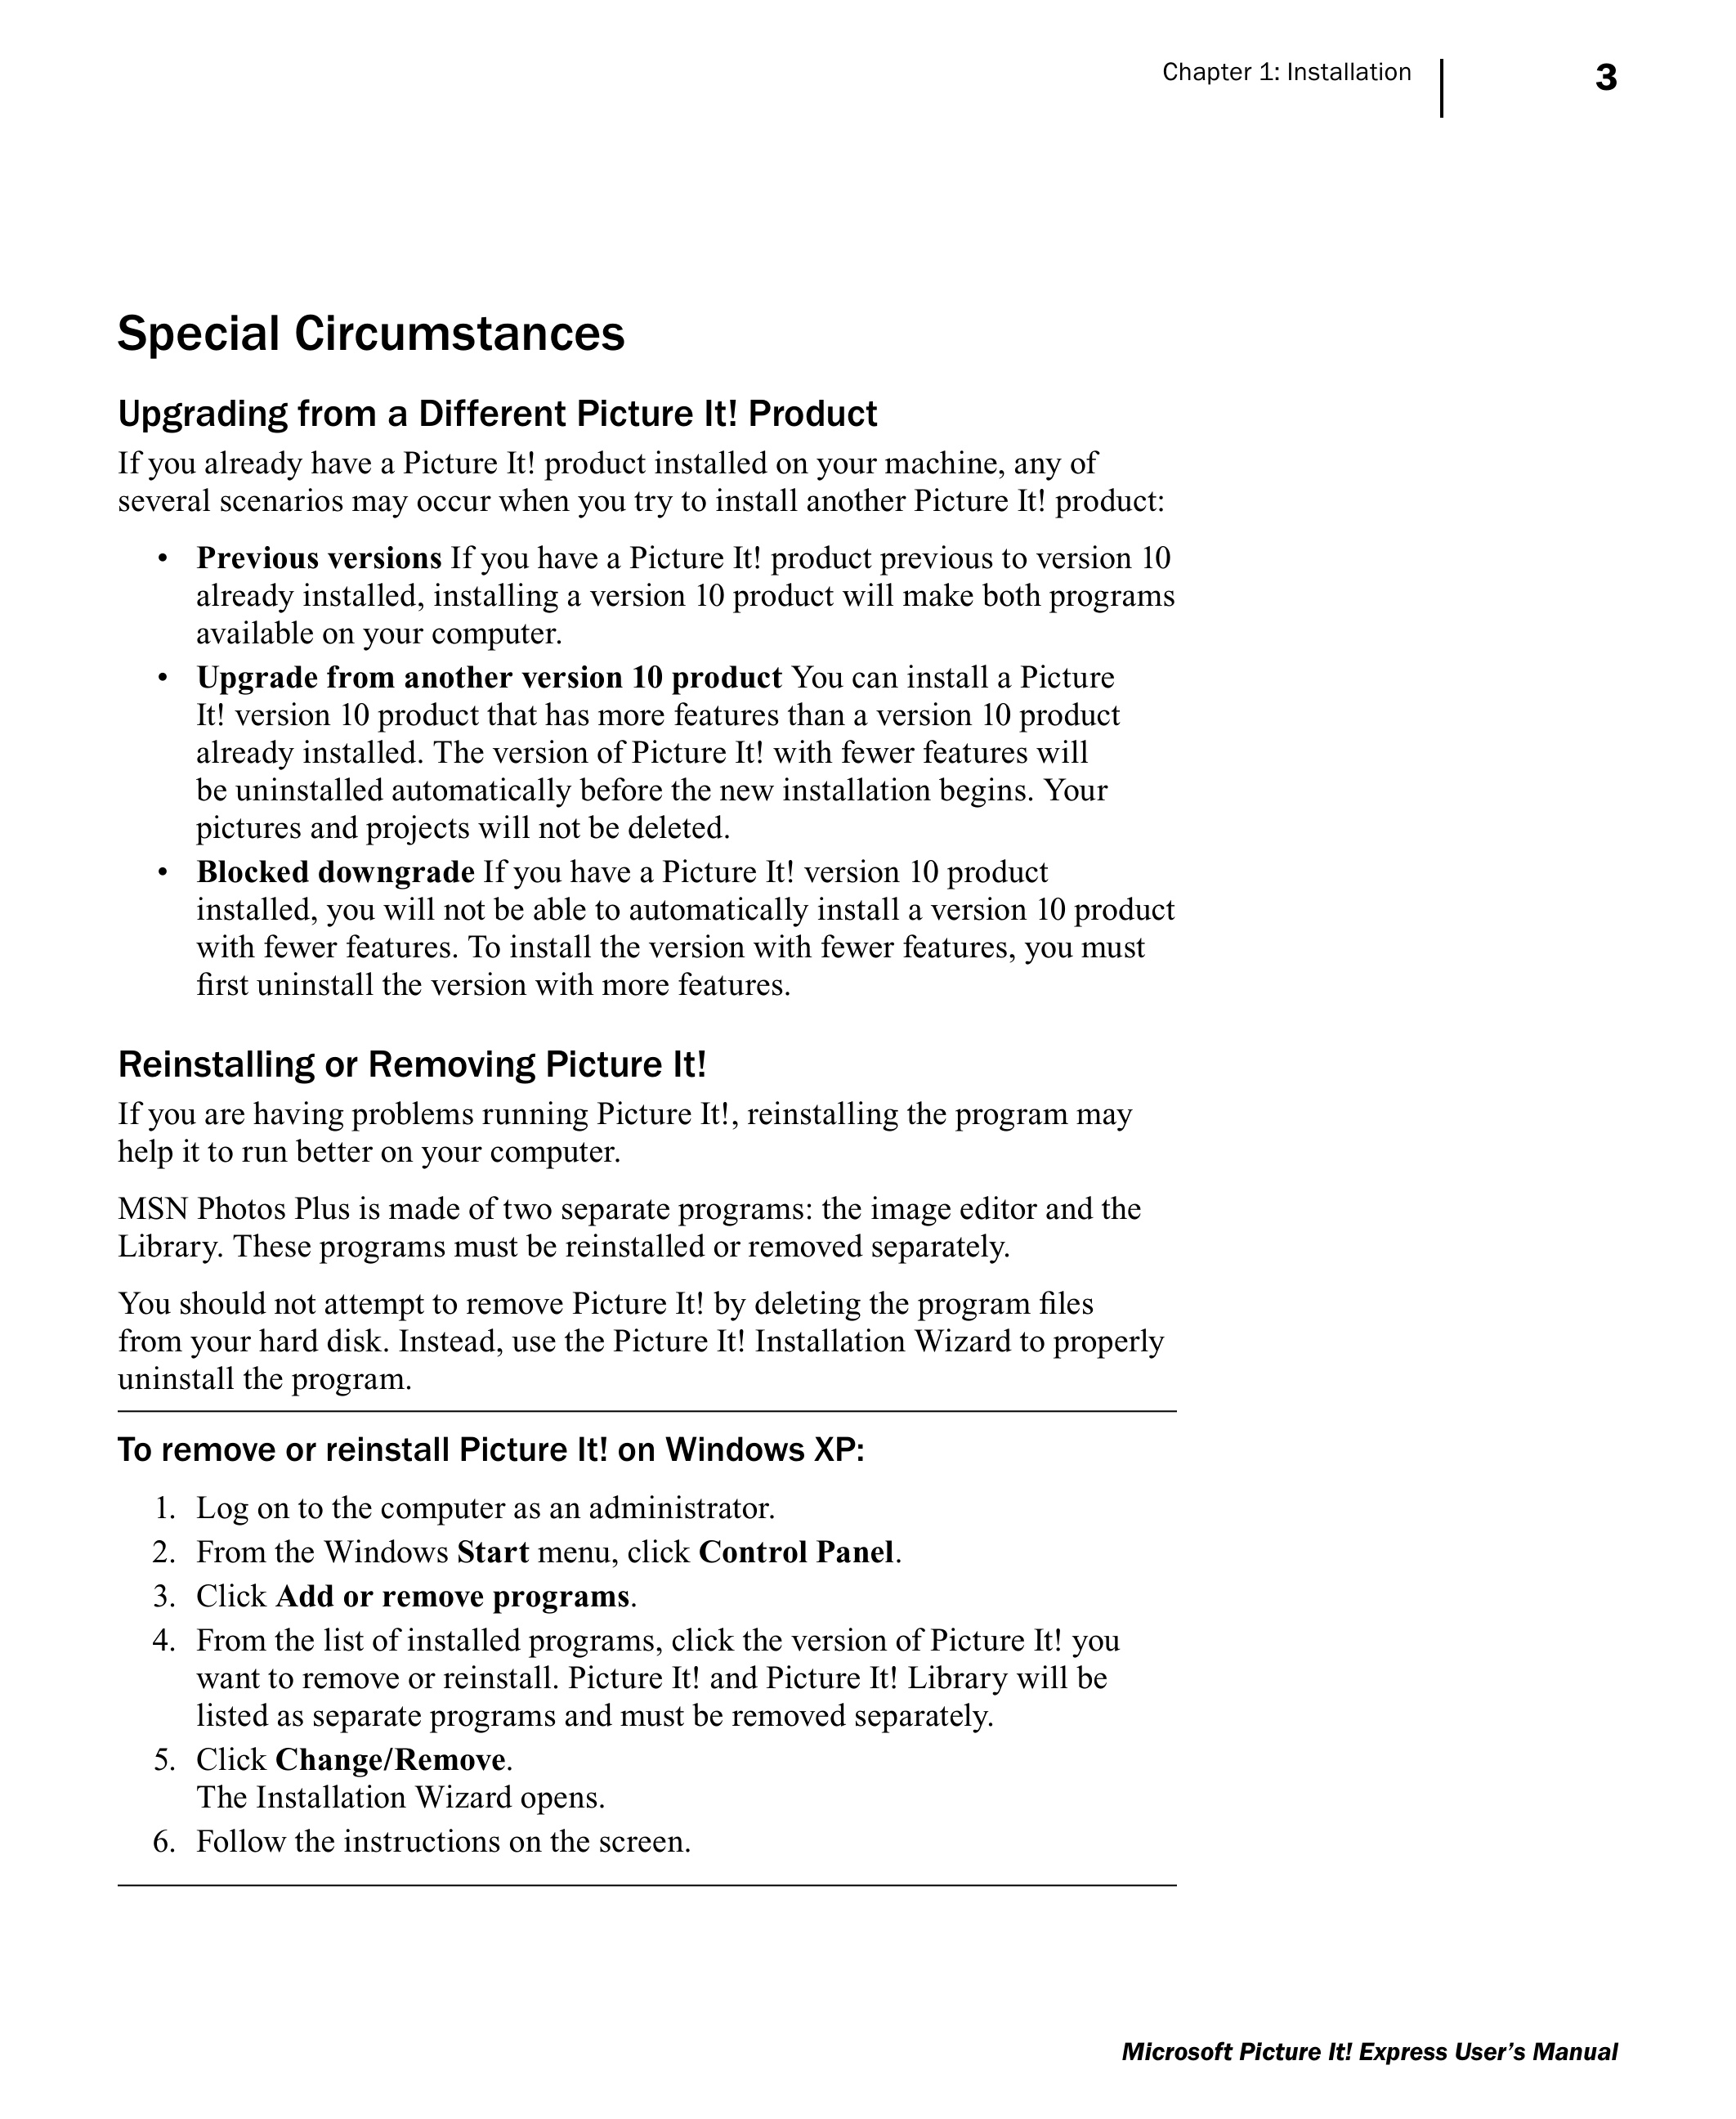 Chapter 1: Installation 3
Special Circumstances
Upgrading from a Different Picture It! Product
If you already have a Picture It! product installed on your machine, any of
several scenarios may occur when you try to install another Picture It! product:
• Previous versions If you have a Picture It! product previous to version 10
already installed, installing a version 10 product will make both programs
available on your computer.
• Upgrade from another version 10 product You can install a Picture
It! version 10 product that has more features than a version 10 product
already installed. The version of Picture It! with fewer features will
be uninstalled automatically before the new installation begins. Your
pictures and projects will not be deleted.
• Blocked downgrade If you have a Picture It! version 10 product
installed, you will not be able to automatically install a version 10 product
with fewer features. To install the version with fewer features, you must
first uninstall the version with more features.
Reinstalling or Removing Picture It!
If you are having problems running Picture It!, reinstalling the program may
help it to run better on your computer.
MSN Photos Plus is made of two separate programs: the image editor and the
Library. These programs must be reinstalled or removed separately.
You should not attempt to remove Picture It! by deleting the program files
from your hard disk. Instead, use the Picture It! Installation Wizard to properly
uninstall the program.
To remove or reinstall Picture It! on Windows XP:
1. Log on to the computer as an administrator.
2. From the Windows Start menu, click Control Panel.
3. Click Add or remove programs.
4. From the list of installed programs, click the version of Picture It! you
want to remove or reinstall. Picture It! and Picture It! Library will be
listed as separate programs and must be removed separately.
5. Click Change/Remove.
The Installation Wizard opens.
6. Follow the instructions on the screen.
Microsoft Picture It! Express User’s Manual